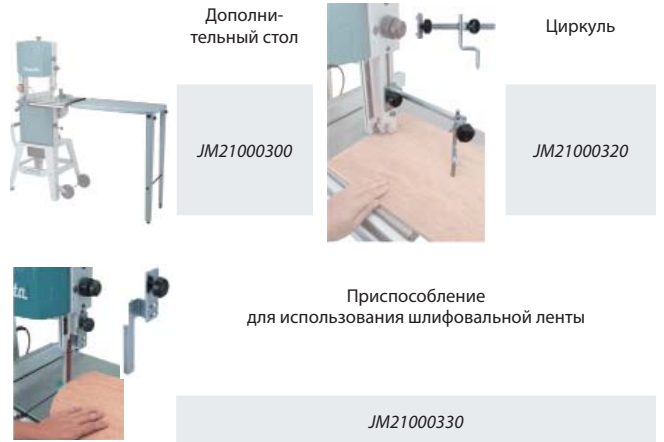 Дополни-
тельный стол
JM21000300
Циркуль
JM21000320
Приспособление
для использования шлифовальной ленты
JM21000330